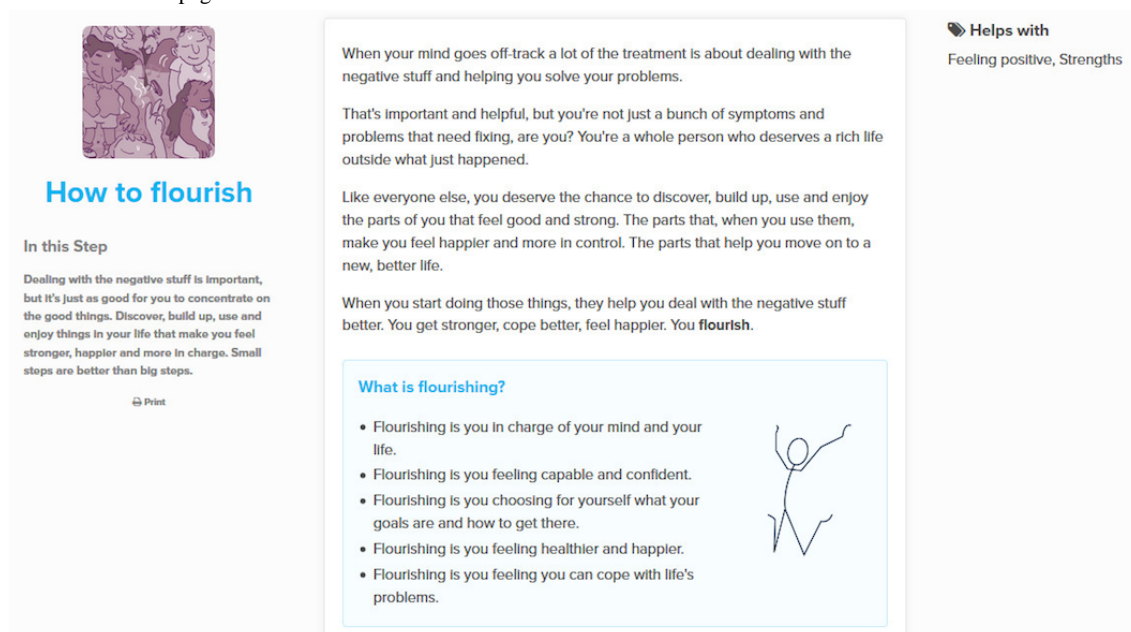 How to flourish
In this Step
Dealing with the negative stuff is important,
but it's just as good for you to concentrate on
the good things. Discover, build up, use and
enjoy things in your life that make you feel
stronger, happier and more in charge. Small
steps are better than big steps.
Print
When your mind goes off-track a lot of the treatment is about dealing with the
negative stuff and helping you solve your problems.
That's important and helpful, but you're not just a bunch of symptoms and
problems that need fixing, are you? You're a whole person who deserves a rich life
outside what just happened.
Like everyone else, you deserve the chance to discover, build up, use and enjoy
the parts of you that feel good and strong. The parts that, when you use them,
make you feel happier and more in control. The parts that help you move on to a
new, better life.
When you start doing those things, they help you deal with the negative stuff
better. You get stronger, cope better, feel happier. You flourish.
What is flourishing?
• Flourishing is you in charge of your mind and your
life.
• Flourishing is you feeling capable and confident.
• Flourishing is you choosing for yourself what your
goals are and how to get there.
• Flourishing is you feeling healthier and happier.
• Flourishing is you feeling you can cope with life's
problems.
Helps with
Feeling positive, Strengths